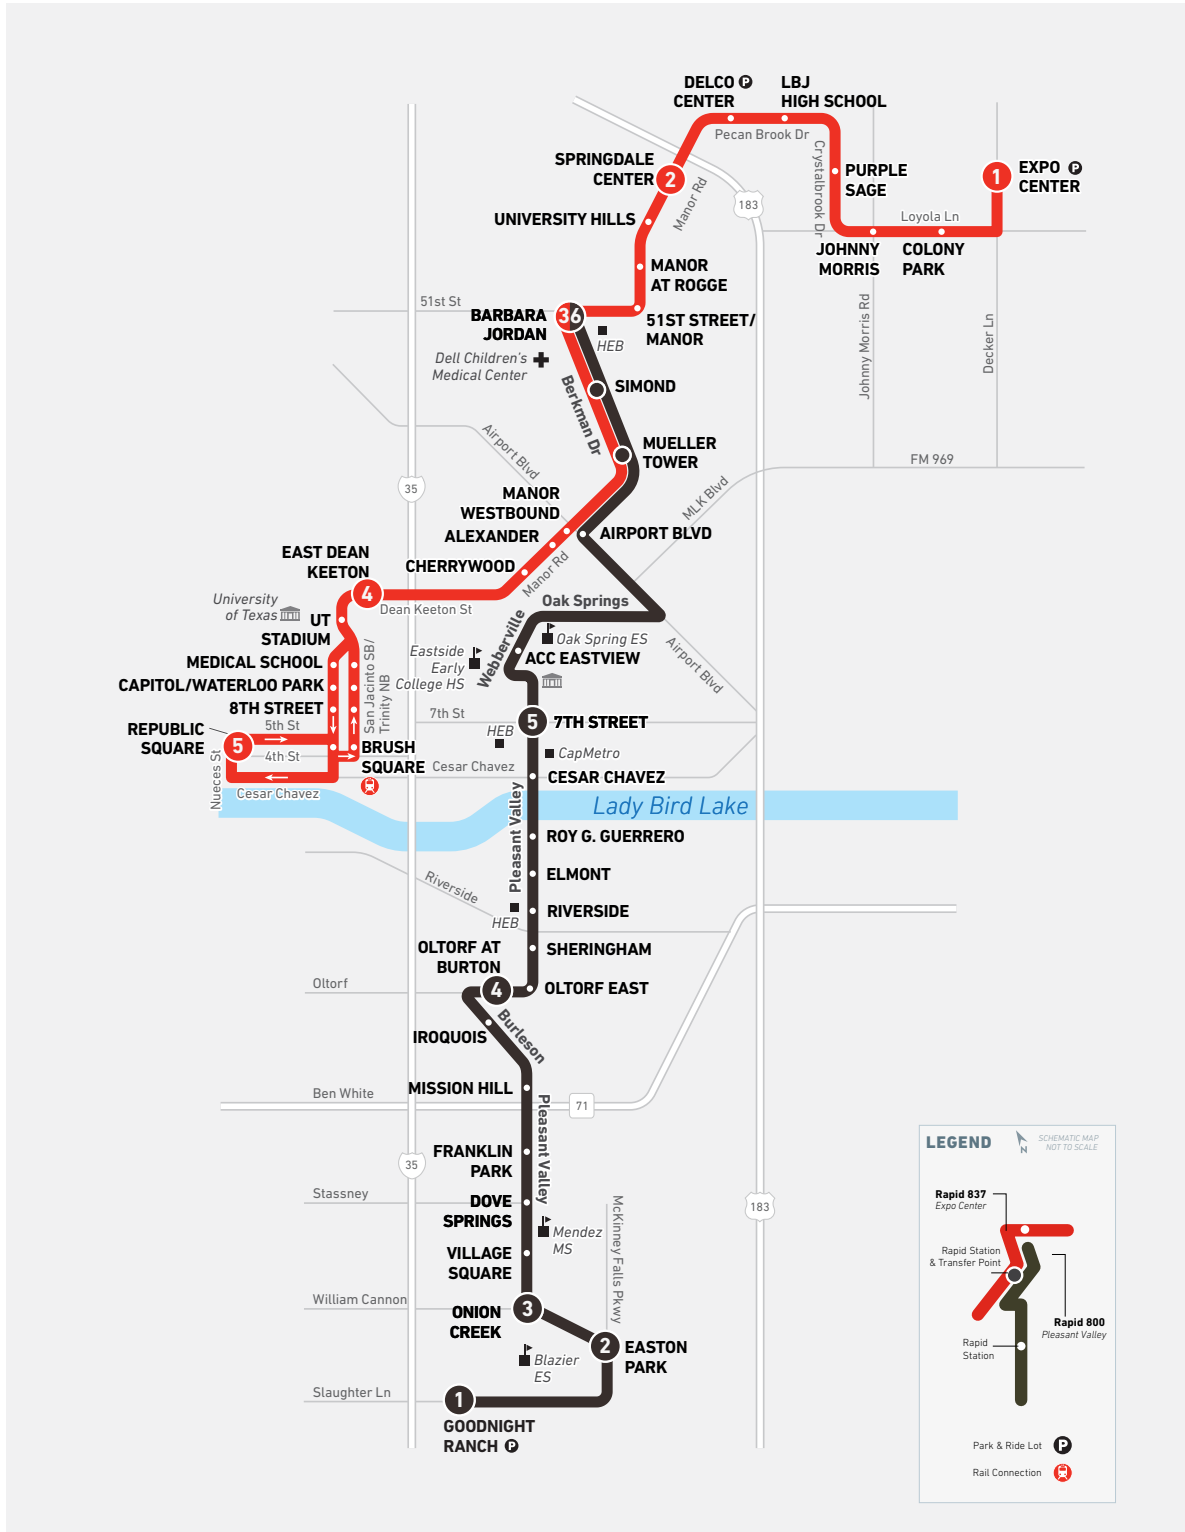 DELCO P
CENTER
LBJ
HIGH SCHOOL
Pecan Brook Dr
SPRINGDALE
CENTER
2
Manor Rd
183
Crystalbrook Dr
PURPLE
SAGE
1
EXPO P
CENTER
UNIVERSITY HILLS
Loyola Ln
JOHNNY
MORRIS
COLONY
PARK
MANOR
AT ROGGE
51st St
BARBARA
JORDAN
36
51ST STREET/
MANOR
HEB
Johnny Morris Rd
Decker Ln
Dell Children's
Medical Center
SIMOND
Berkman Dr
Airport Blvd
MUELLER
TOWER
FM 969
35
MLK Blvd
MANOR
WESTBOUND
ALEXANDER
AIRPORT BLVD
EAST DEAN
KEETON
CHERRYWOOD
Manor Rd
4
Dean Keeton St
Oak Springs
University
of Texas
UT
STADIUM
Webberville
Oak Spring ES
Eastside
Early
College HS
ACC EASTVIEW
Airport Blvd
MEDICAL SCHOOL
CAPITOL/WATERLOO PARK
8TH STREET
San Jacinto SB/
Trinity NB
7th St
5
7TH STREET
REPUBLIC
SQUARE
5
5th St
4th St
HEB
CapMetro
BRUSH
SQUARE
Cesar Chavez
CESAR CHAVEZ
Nueces St
Cesar Chavez
Lady Bird Lake
Pleasant Valley
ROY G. GUERRERO
ELMONT
Riverside
RIVERSIDE
HEB
SHERINGHAM
OLTORF AT
BURTON
Oltorf
4
OLTORF EAST
Burleson
IROQUOIS
Ben White
MISSION HILL
71
Pleasant Valley
FRANKLIN
PARK
35
Stassney
DOVE
SPRINGS
McKinney Falls Pkwy
183
Mendez
MS
VILLAGE
SQUARE
William Cannon
3
ONION
CREEK
2
EASTON
PARK
Blazier
ES
Slaughter Ln
1
GOODNIGHT
RANCH P
LEGEND
N
SCHEMATIC MAP
NOT TO SCALE
Rapid 837
Expo Center
Rapid Station
& Transfer Point
Rapid 800
Pleasant Valley
Rapid
Station
Park & Ride Lot P
Rail Connection